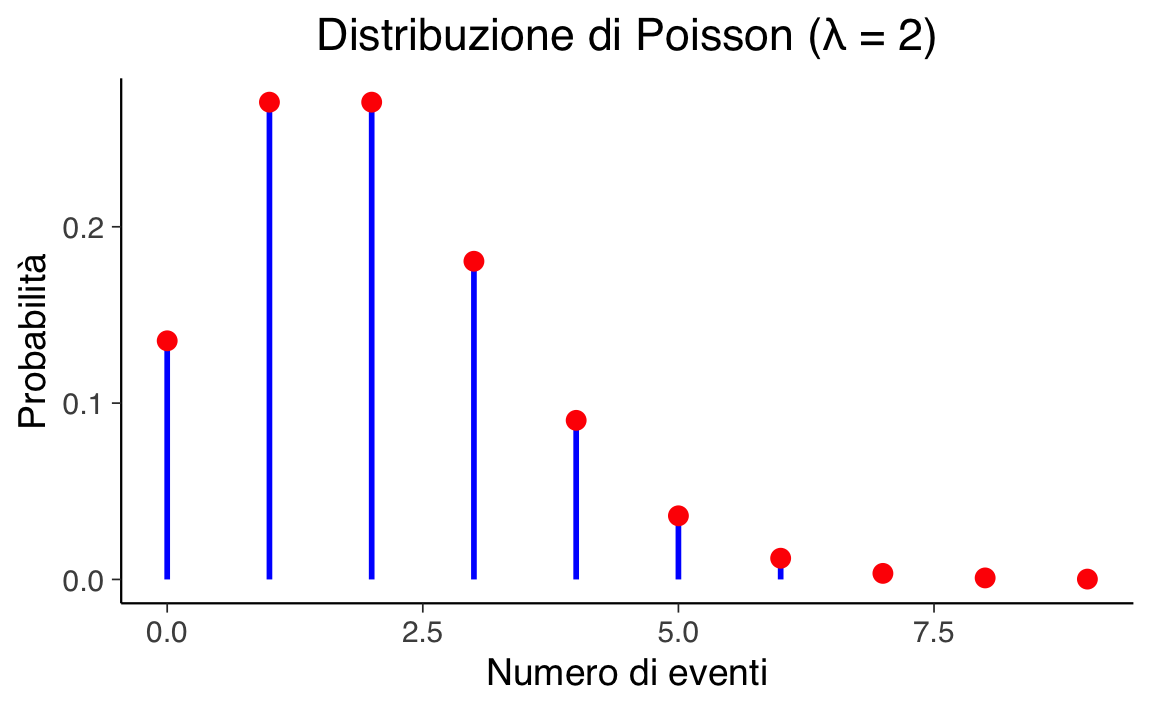 Distribuzione di Poisson (λ = 2)
Probabilità
0.2
0.1
0.0
0.0 2.5 5.0 7.5
Numero di eventi